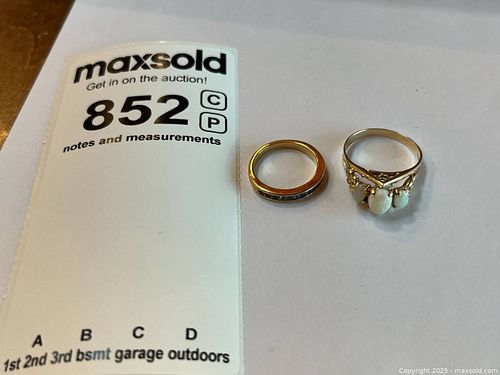 maxsold
Get in on the auction!
852 C
P
notes and measurements
A B C D
1st 2nd 3rd bsmt garage outdoors
Copyright 2025 - maxsold.com